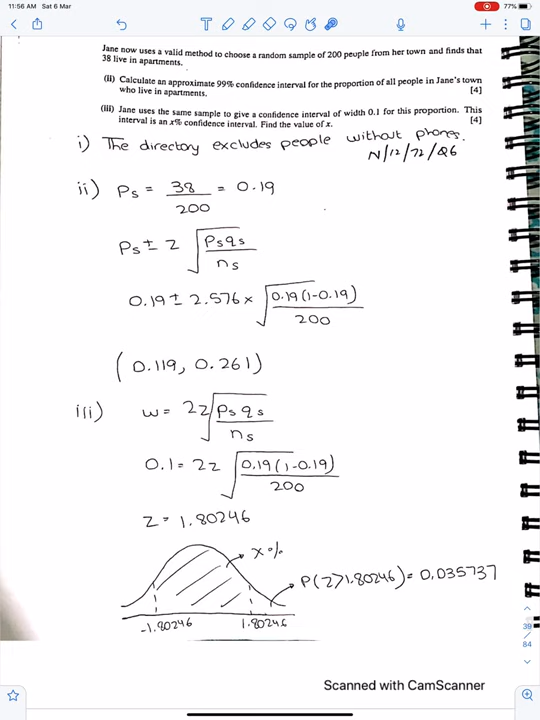 11:56 AM Sat 6 Mar
77%
Jane now uses a valid method to choose a random sample of 200 people from her town and finds that
38 live in apartments.
(ii) Calculate an approximate 99% confidence interval for the proportion of all people in Jane's town
who live in apartments. [4]
(iii) Jane uses the same sample to give a confidence interval of width 0.1 for this proportion. This
interval is an x% confidence interval. Find the value of x. [4]
i) The directory excludes people without phones.
N/12/72/Q6
ii) Ps = 38/200 = 0.19
Ps ± z √(Ps qs / ns)
0.19 ± 2.576 × √(0.19(1-0.19) / 200)
(0.119, 0.261)
iii) w = 2z √(Ps qs / ns)
0.1 = 2z √(0.19(1-0.19) / 200)
z = 1.80246
x%
P(Z>1.80246) = 0.035737
-1.80246 1.80246
39
/
84
Scanned with CamScanner